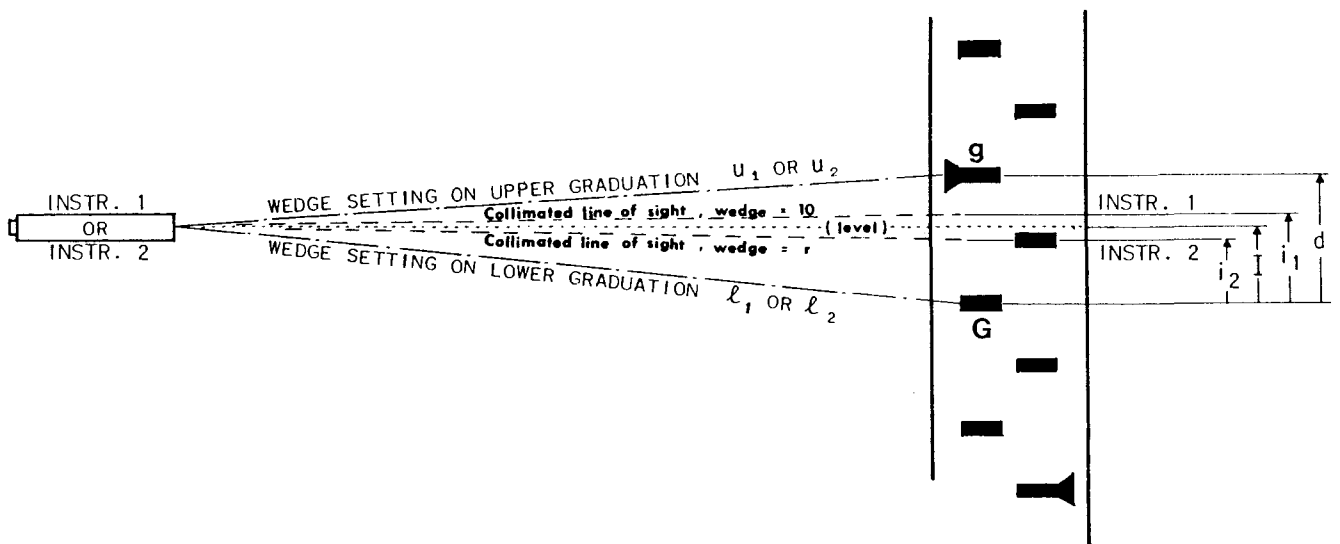 INSTR. 1
OR
INSTR. 2
WEDGE SETTING ON UPPER GRADUATION u₁ OR u₂
Collimated line of sight , wedge = 10
(level)
Collimated line of sight , wedge = r
WEDGE SETTING ON LOWER GRADUATION ℓ₁ OR ℓ₂
g
G
INSTR. 1
INSTR. 2
i₂
I
i₁
d